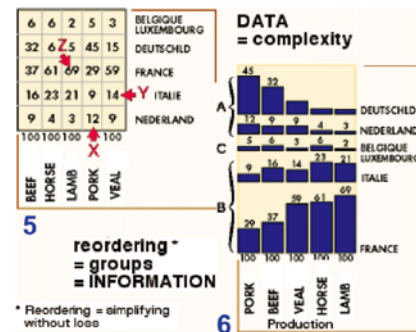 6 6 2 5 3 BELGIQUE
LUXEMBOURG
32 6 Z 5 45 15 DEUTSCHLD
37 61 69 29 59 FRANCE
16 23 21 9 14 Y ITALIE
9 4 3 12 9 NEDERLAND
100 100 100 100 100
X
BEEF
HORSE
LAMB
PORK
VEAL
5
reordering *
= groups
= INFORMATION
* Reordering = simplifying
without loss
DATA
= complexity
45
32
A
DEUTSCHLD
12 9 9 4 3
NEDERLAND
C 5 6 3 6 2
BELGIQUE
LUXEMBOURG
9 16 14 23 21
ITALIE
B
29 37 59 61 69
FRANCE
100 100 100 100 100
PORK
BEEF
VEAL
HORSE
LAMB
6 Production